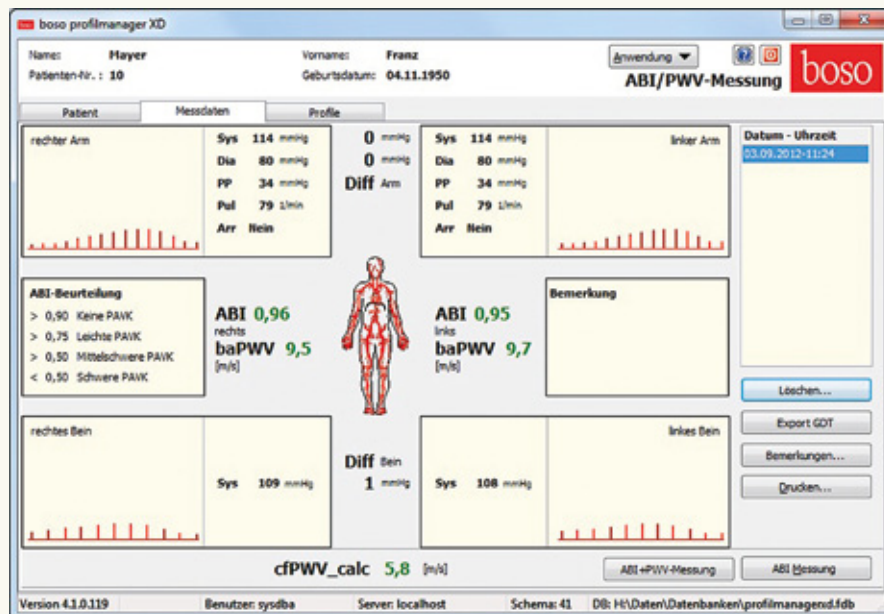 boso profilmanager XD
Name: Mayer Vorname: Franz Anwendung
Patienten-Nr. : 10 Geburtsdatum: 04.11.1950 ABI/PWV-Messung boso
Patient Messdaten Profile
rechter Arm
Sys 114 mmHg
Dia 80 mmHg
PP 34 mmHg
Pul 79 1/min
Arr Nein
0 mmHg
0 mmHg
Diff Arm
Sys 114 mmHg
Dia 80 mmHg
PP 34 mmHg
Pul 79 1/min
Arr Nein
linker Arm
Datum - Uhrzeit
03.09.2012-11:24
ABI-Beurteilung
> 0,90 Keine PAVK
> 0,75 Leichte PAVK
> 0,50 Mittelschwere PAVK
< 0,50 Schwere PAVK
ABI 0,96
rechts
baPWV 9,5
[m/s]
ABI 0,95
links
baPWV 9,7
[m/s]
Bemerkung
Löschen...
Export GDT
Bemerkungen...
Drucken...
rechtes Bein
Sys 109 mmHg
Diff Bein
1 mmHg
Sys 108 mmHg
linkes Bein
cfPWV_calc 5,8 [m/s]
ABI+PWV-Messung ABI Messung
Version 4.1.0.119 Benutzer: sysdba Server: localhost Schema: 41 DB: H:\Daten\Datenbanken\profilmanagerxd.fdb